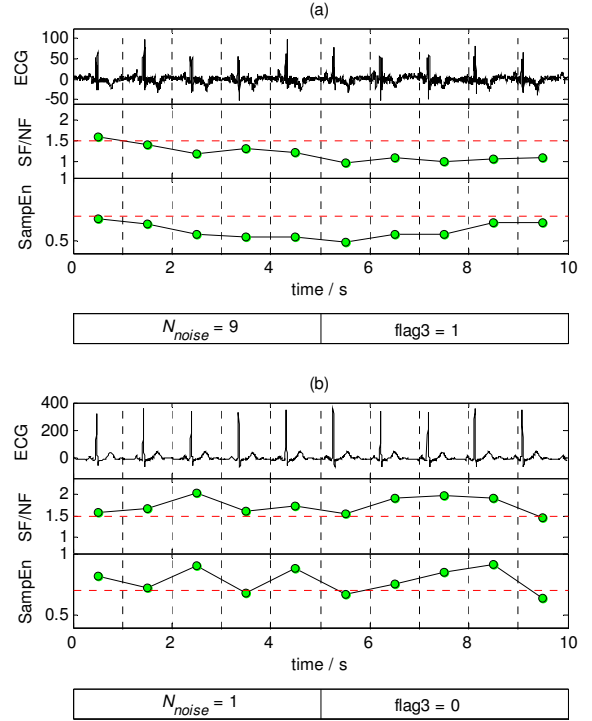 (a)
ECG
100
50
0
-50
SF/NF
2
1.5
1
SampEn
1
0.5
0 2 4 6 8 10
time / s
N_noise = 9 flag3 = 1
(b)
ECG
400
200
0
SF/NF
2
1.5
1
SampEn
0.5
0 2 4 6 8 10
time / s
N_noise = 1 flag3 = 0